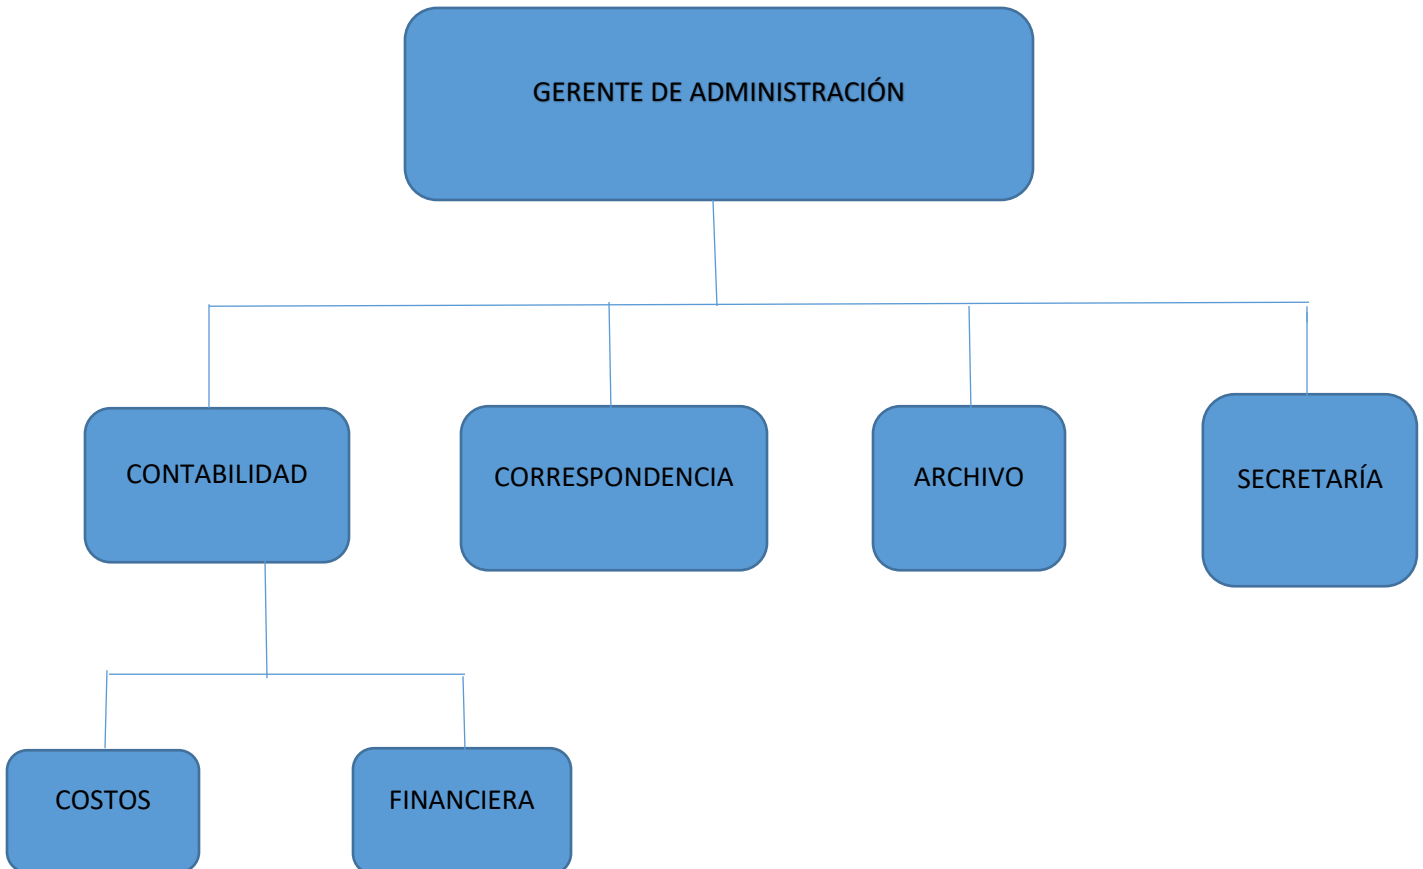 GERENTE DE ADMINISTRACIÓN
CONTABILIDAD
CORRESPONDENCIA
ARCHIVO
SECRETARÍA
COSTOS
FINANCIERA